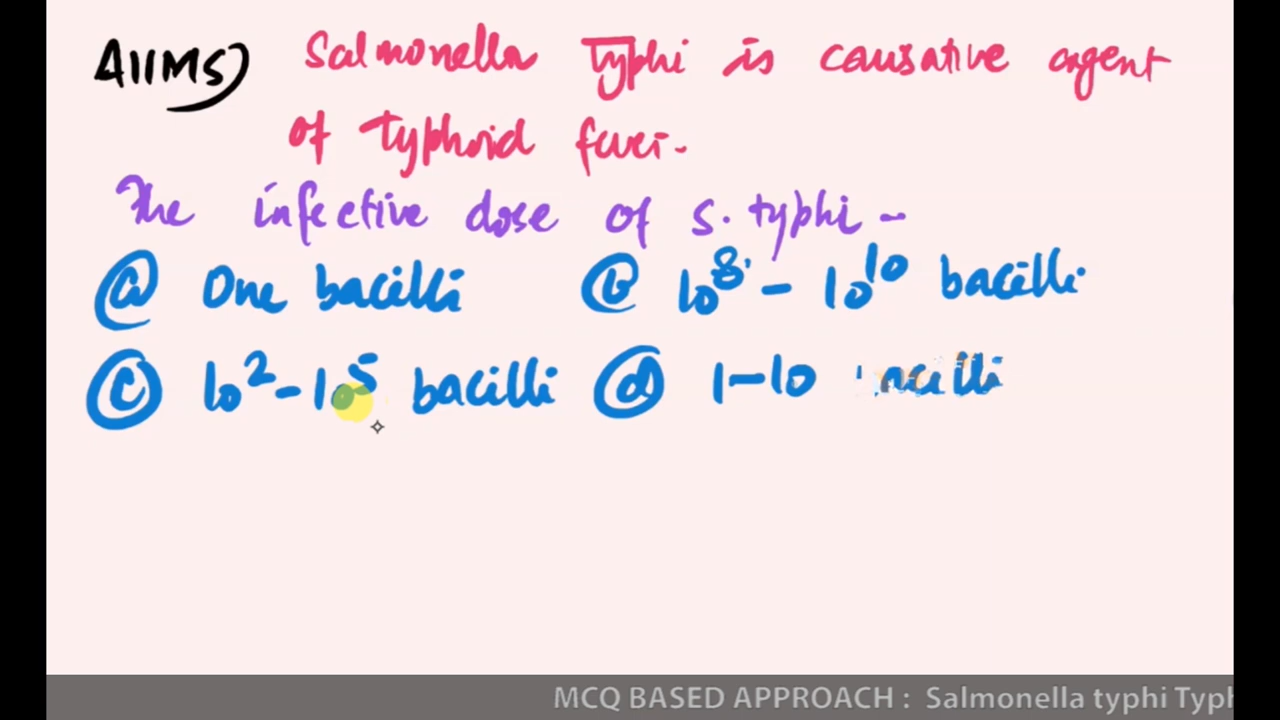 AIIMS) Salmonella Typhi is causative agent
of Typhoid fever.
The infective dose of S. typhi -
(a) One bacilli (b) 10⁸ - 10¹⁰ bacilli
(c) 10² - 10⁵ bacilli (d) 1-10
MCQ BASED APPROACH : Salmonella typhi Typh